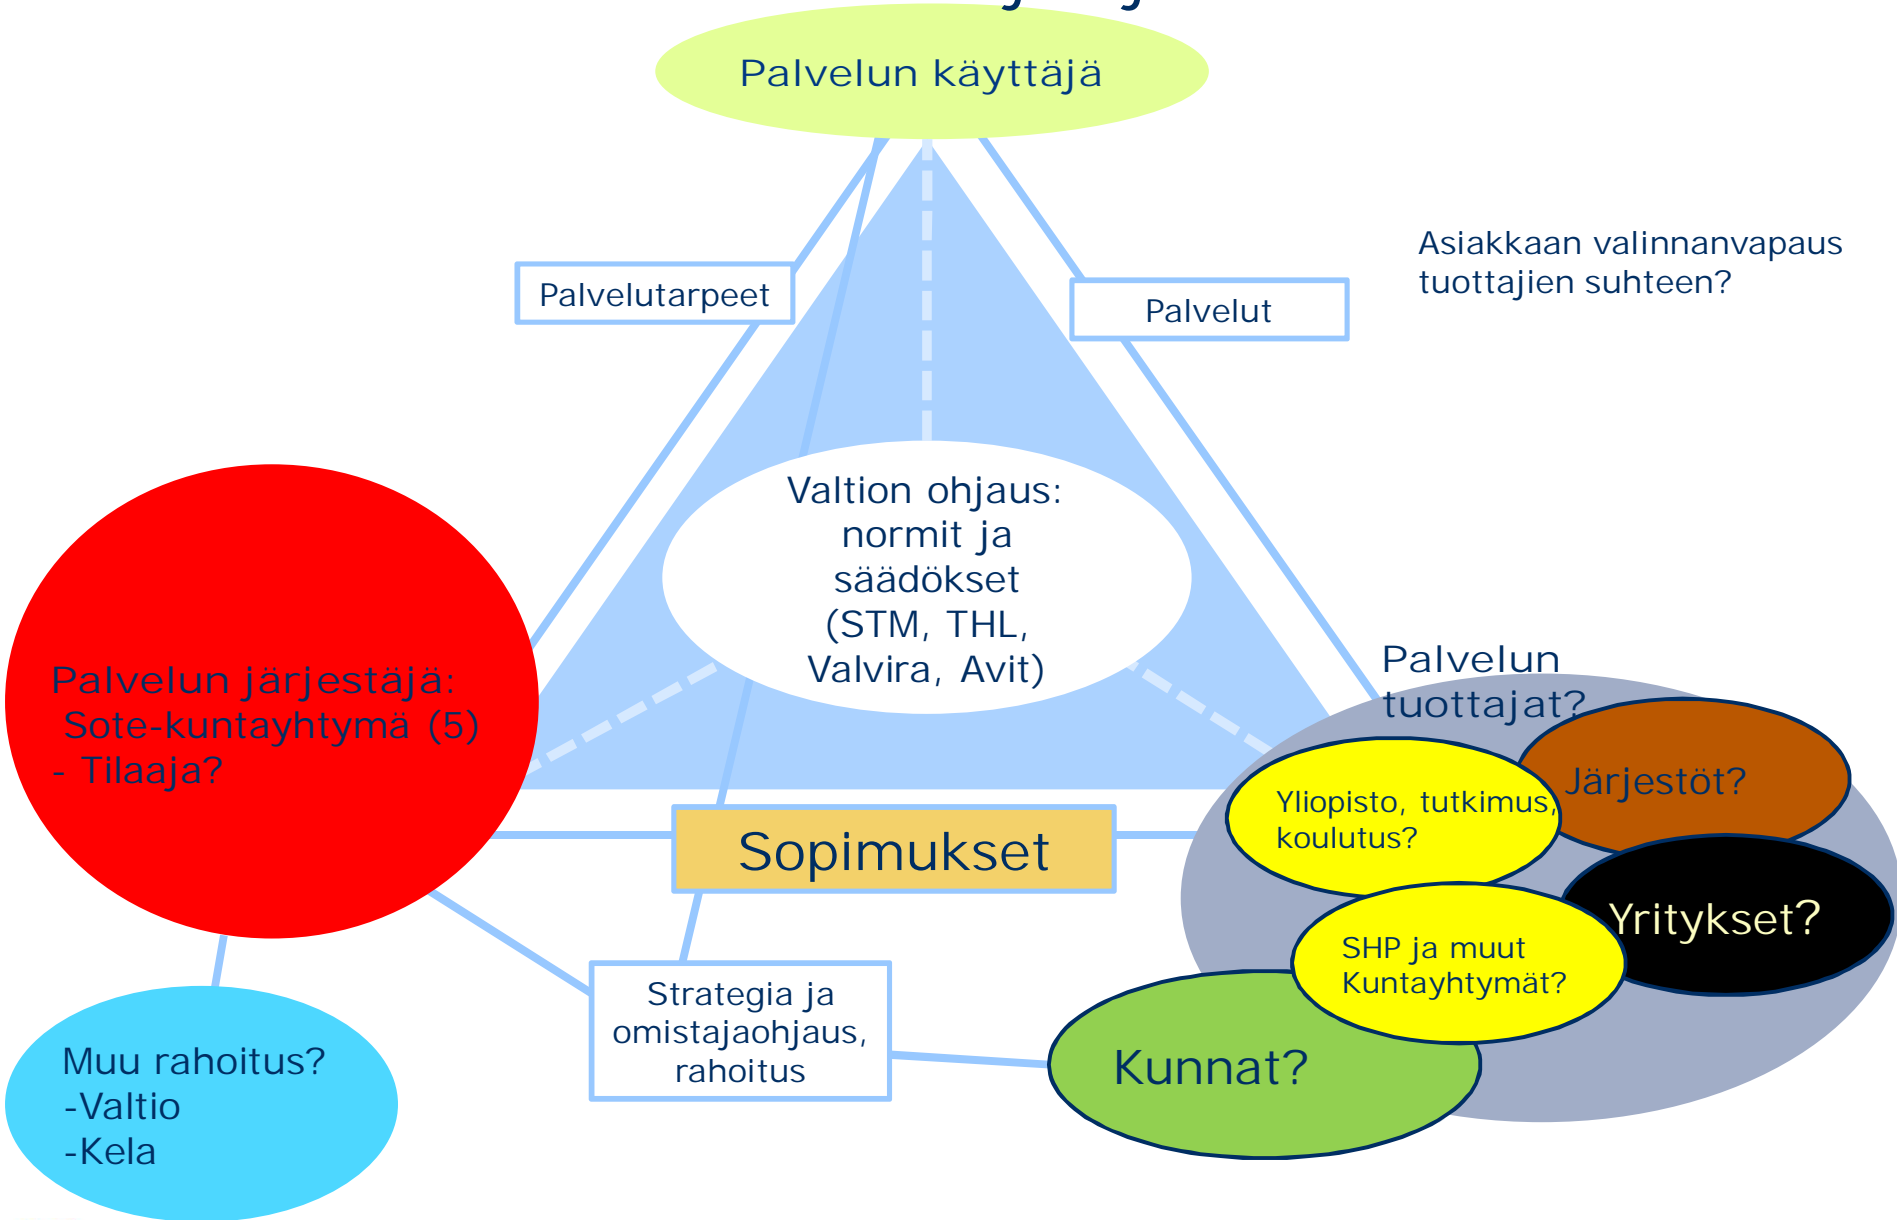 Palvelun käyttäjä
Asiakkaan valinnanvapaus
tuottajien suhteen?
Palvelutarpeet
Palvelut
Valtion ohjaus:
normit ja
säädökset
(STM, THL,
Valvira, Avit)
Palvelun järjestäjä:
Sote-kuntayhtymä (5)
- Tilaaja?
Palvelun
tuottajat?
Järjestöt?
Yliopisto, tutkimus,
koulutus?
Sopimukset
Yritykset?
SHP ja muut
Kuntayhtymät?
Strategia ja
omistajaohjaus,
rahoitus
Kunnat?
Muu rahoitus?
-Valtio
-Kela